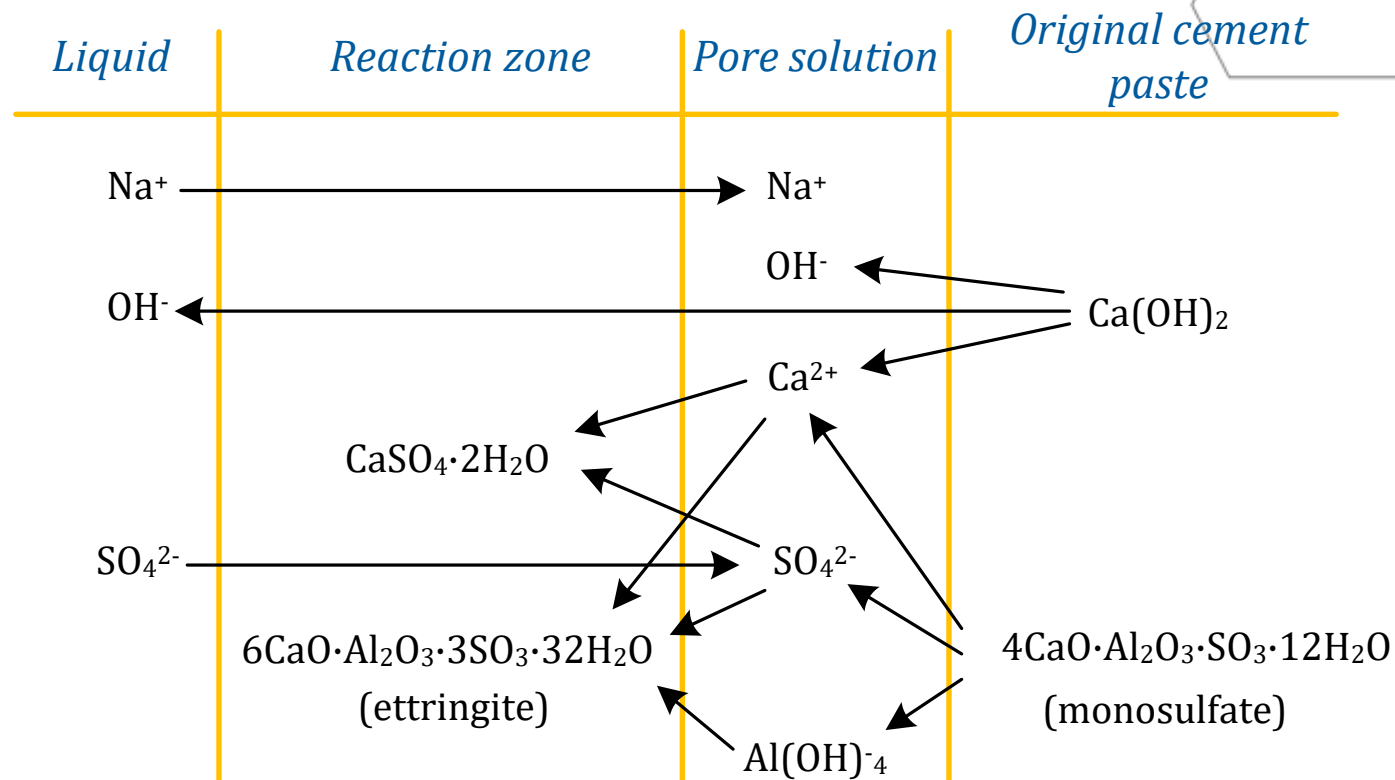 Liquid
Reaction zone
Pore solution
Original cement
paste
Na⁺
Na⁺
OH⁻
OH⁻
Ca(OH)₂
Ca²⁺
CaSO₄·2H₂O
SO₄²⁻
SO₄²⁻
6CaO·Al₂O₃·3SO₃·32H₂O
(ettringite)
4CaO·Al₂O₃·SO₃·12H₂O
(monosulfate)
Al(OH)⁻₄